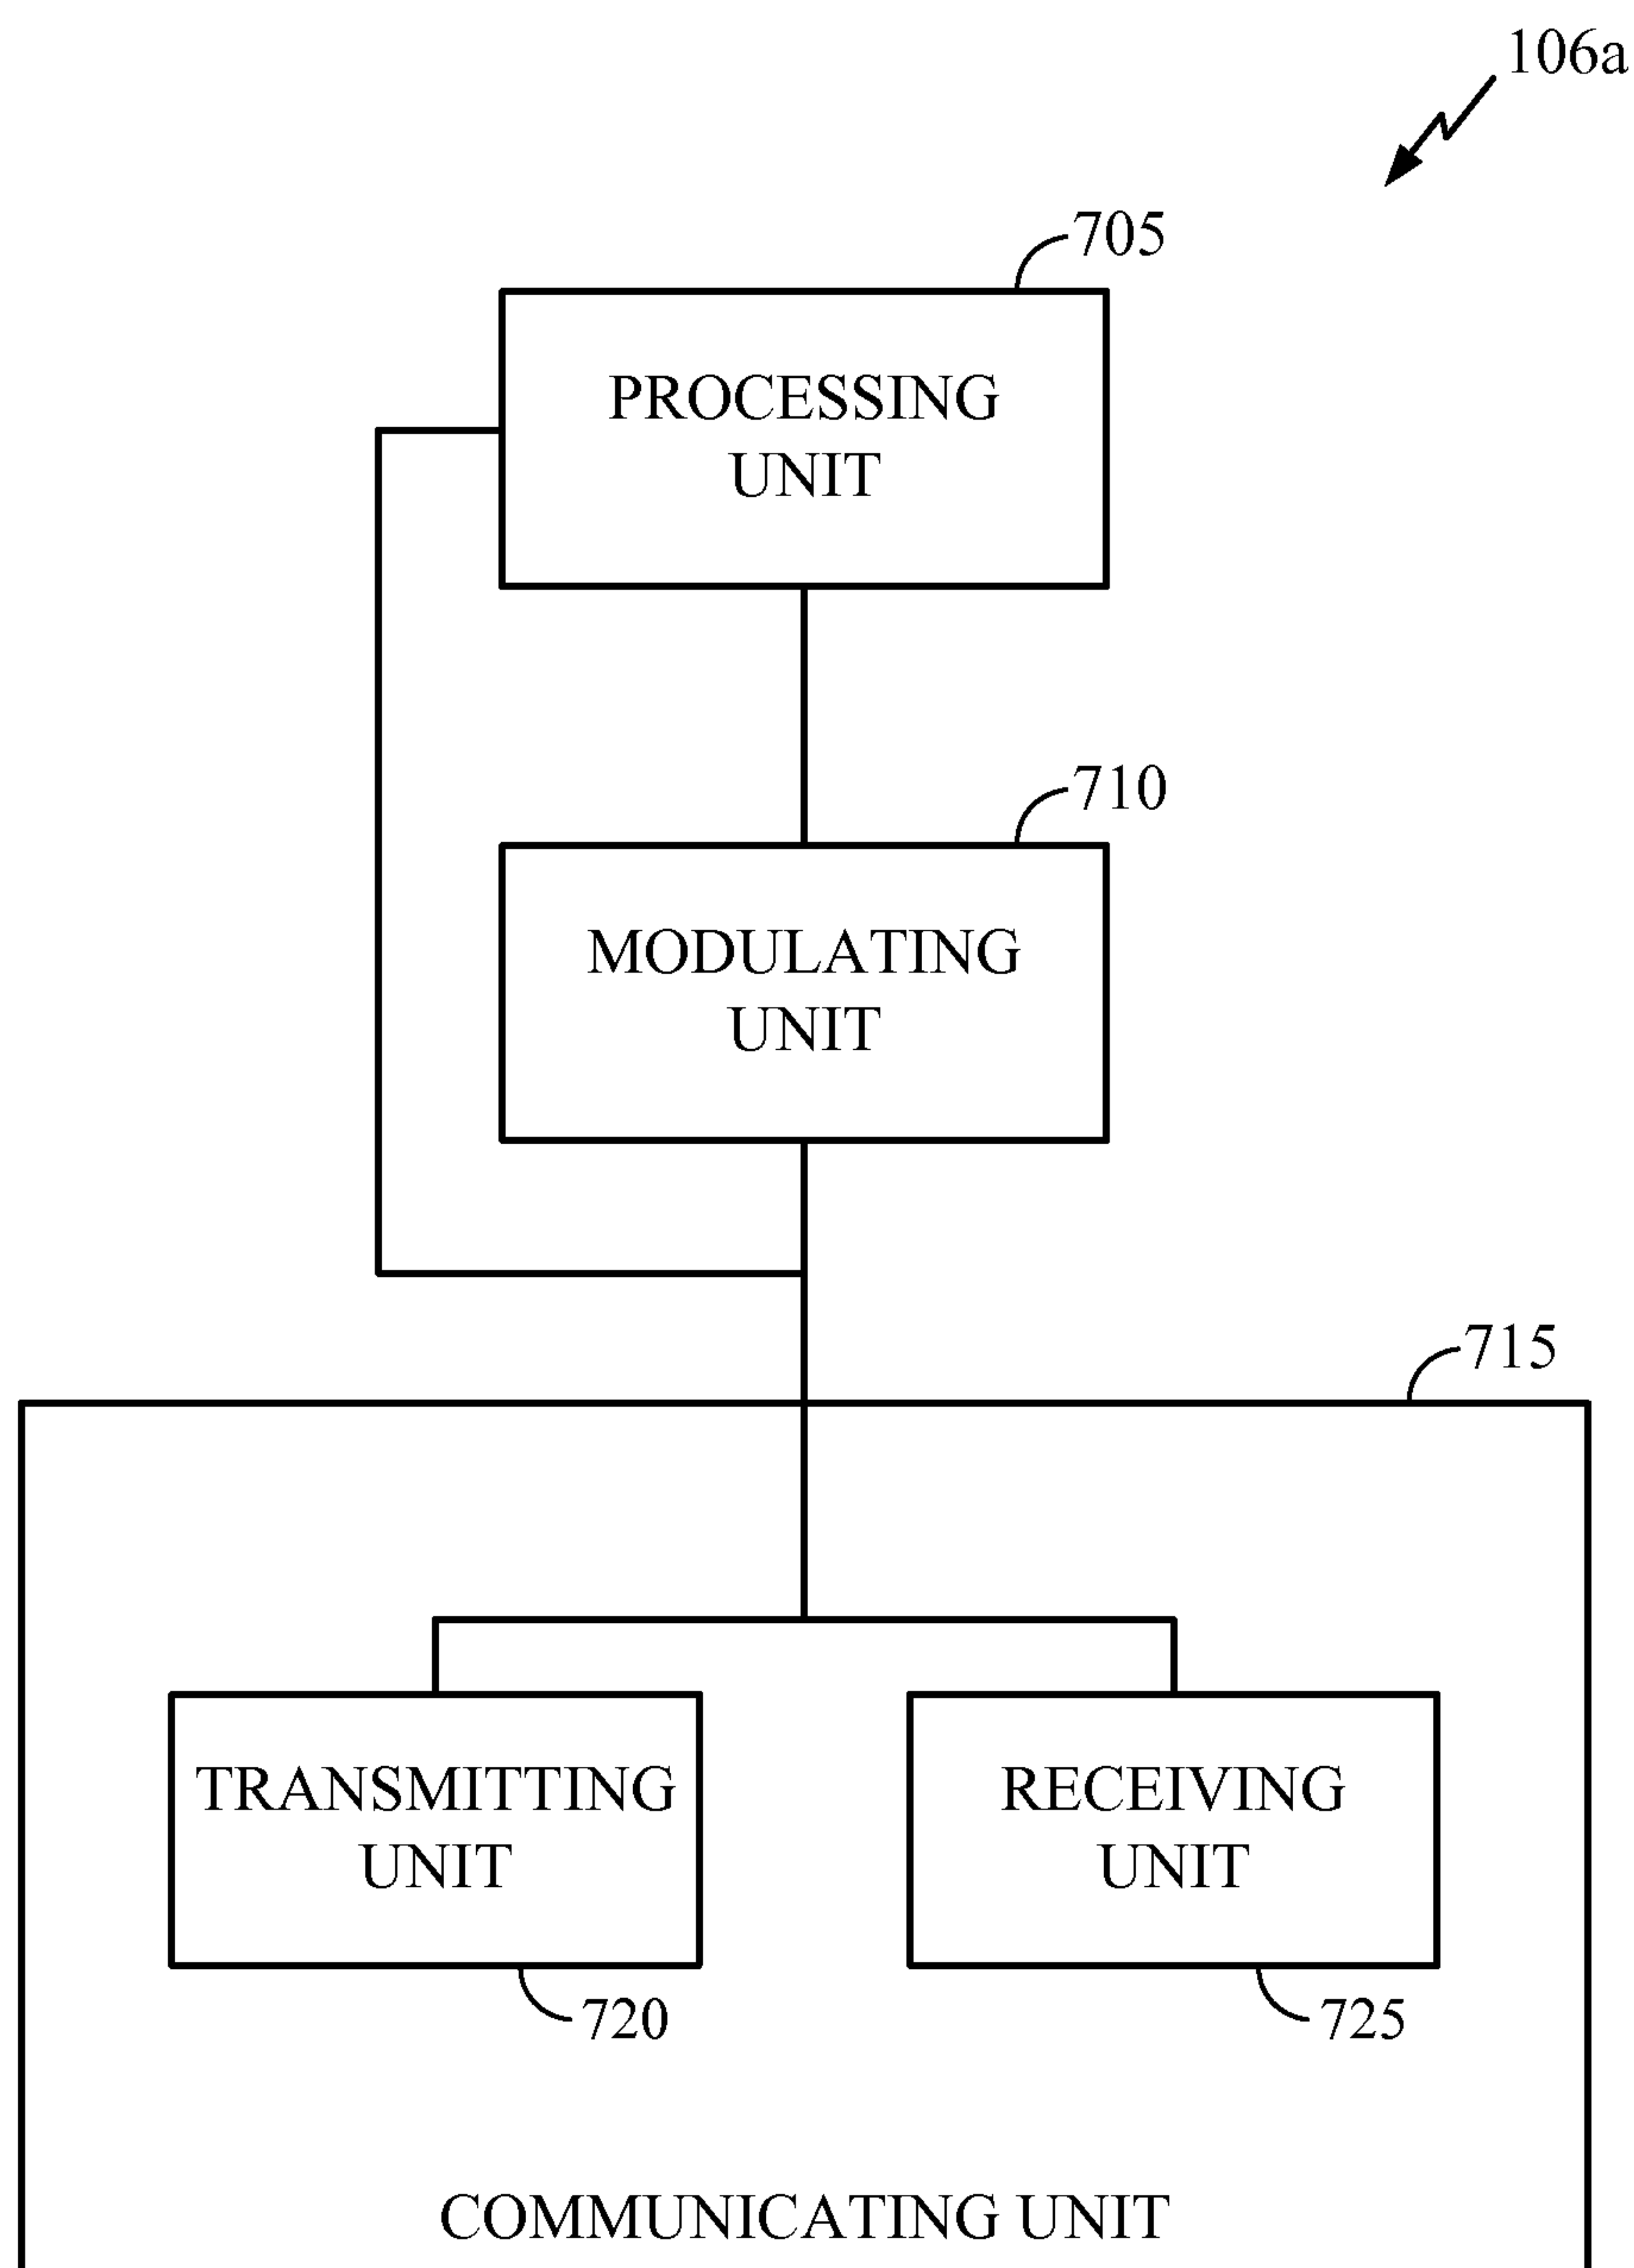 106a
705
PROCESSING
UNIT
710
MODULATING
UNIT
715
TRANSMITTING
UNIT
RECEIVING
UNIT
720
725
COMMUNICATING UNIT